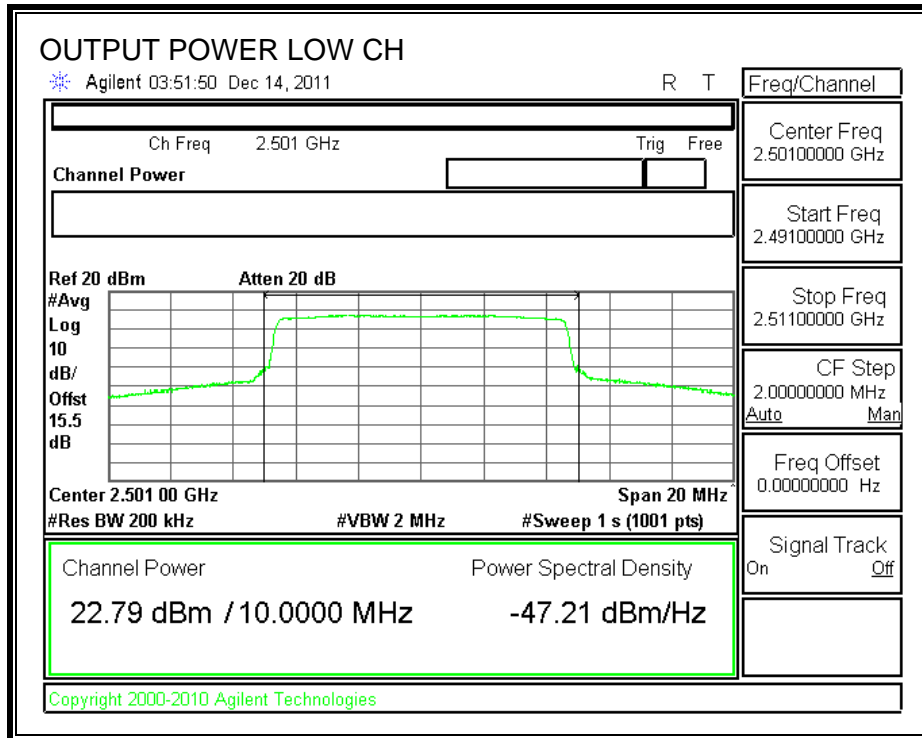 OUTPUT POWER LOW CH
Agilent 03:51:50 Dec 14, 2011 R T
Freq/Channel
Ch Freq 2.501 GHz Trig Free
Channel Power
Center Freq
2.50100000 GHz
Start Freq
2.49100000 GHz
Stop Freq
2.51100000 GHz
CF Step
2.00000000 MHz
Auto Man
Freq Offset
0.00000000 Hz
Signal Track
On Off
Ref 20 dBm Atten 20 dB
#Avg
Log
10
dB/
Offst
15.5
dB
Center 2.501 00 GHz Span 20 MHz^
#Res BW 200 kHz #VBW 2 MHz #Sweep 1 s (1001 pts)
Channel Power Power Spectral Density
22.79 dBm / 10.0000 MHz -47.21 dBm/Hz
Copyright 2000-2010 Agilent Technologies